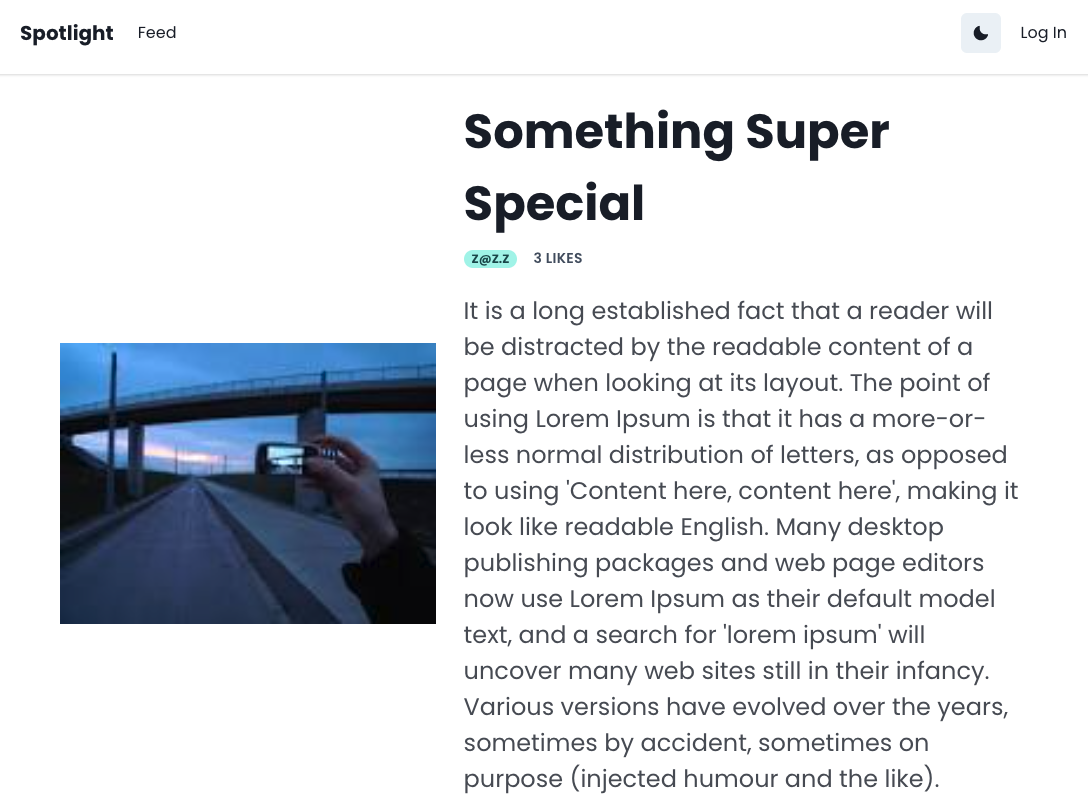 Spotlight Feed Log In
Something Super
Special
Z@Z.Z 3 LIKES
It is a long established fact that a reader will
be distracted by the readable content of a
page when looking at its layout. The point of
using Lorem Ipsum is that it has a more-or-
less normal distribution of letters, as opposed
to using 'Content here, content here', making it
look like readable English. Many desktop
publishing packages and web page editors
now use Lorem Ipsum as their default model
text, and a search for 'lorem ipsum' will
uncover many web sites still in their infancy.
Various versions have evolved over the years,
sometimes by accident, sometimes on
purpose (injected humour and the like).